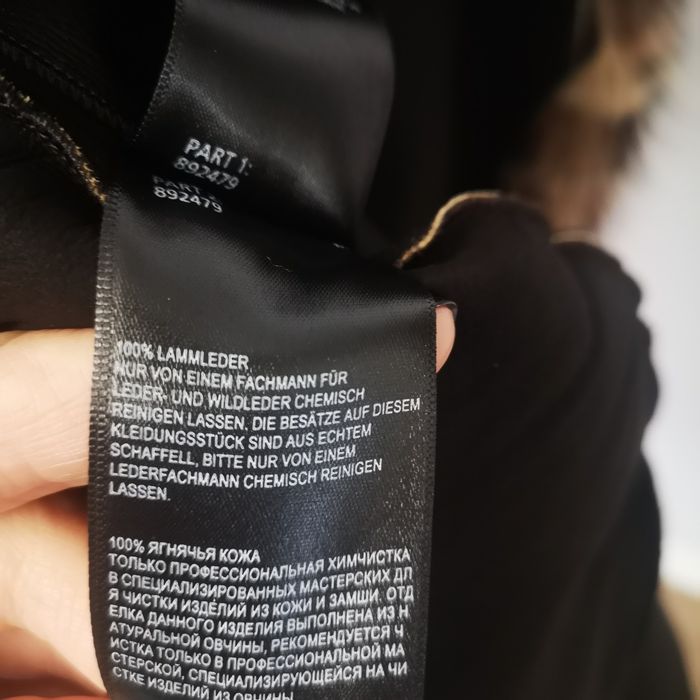 PART 1:
892479
PART
892479
100% LAMMLEDER
NUR VON EINEM FACHMANN FÜR
LEDER- UND WILDLEDER CHEMISCH
REINIGEN LASSEN. DIE BESÄTZE AUF DIESEM
KLEIDUNGSSTÜCK SIND AUS ECHTEM
SCHAFFELL, BITTE NUR VON EINEM
LEDERFACHMANN CHEMISCH REINIGEN
LASSEN.
100% ЯГНЯЧЬЯ КОЖА
ТОЛЬКО ПРОФЕССИОНАЛЬНАЯ ХИМЧИСТКА
В СПЕЦИАЛИЗИРОВАННЫХ МАСТЕРСКИХ ДЛ
Я ЧИСТКИ ИЗДЕЛИЙ ИЗ КОЖИ И ЗАМШИ. ОТД
ЕЛКА ДАННОГО ИЗДЕЛИЯ ВЫПОЛНЕНА ИЗ Н
АТУРАЛЬНОЙ ОВЧИНЫ, РЕКОМЕНДУЕТСЯ Ч
ИСТКА ТОЛЬКО В ПРОФЕССИОНАЛЬНОЙ МА
СТЕРСКОЙ, СПЕЦИАЛИЗИРУЮЩЕЙСЯ НА ЧИ
СТКЕ ИЗДЕЛИЙ ИЗ ОВЧИНЫ.